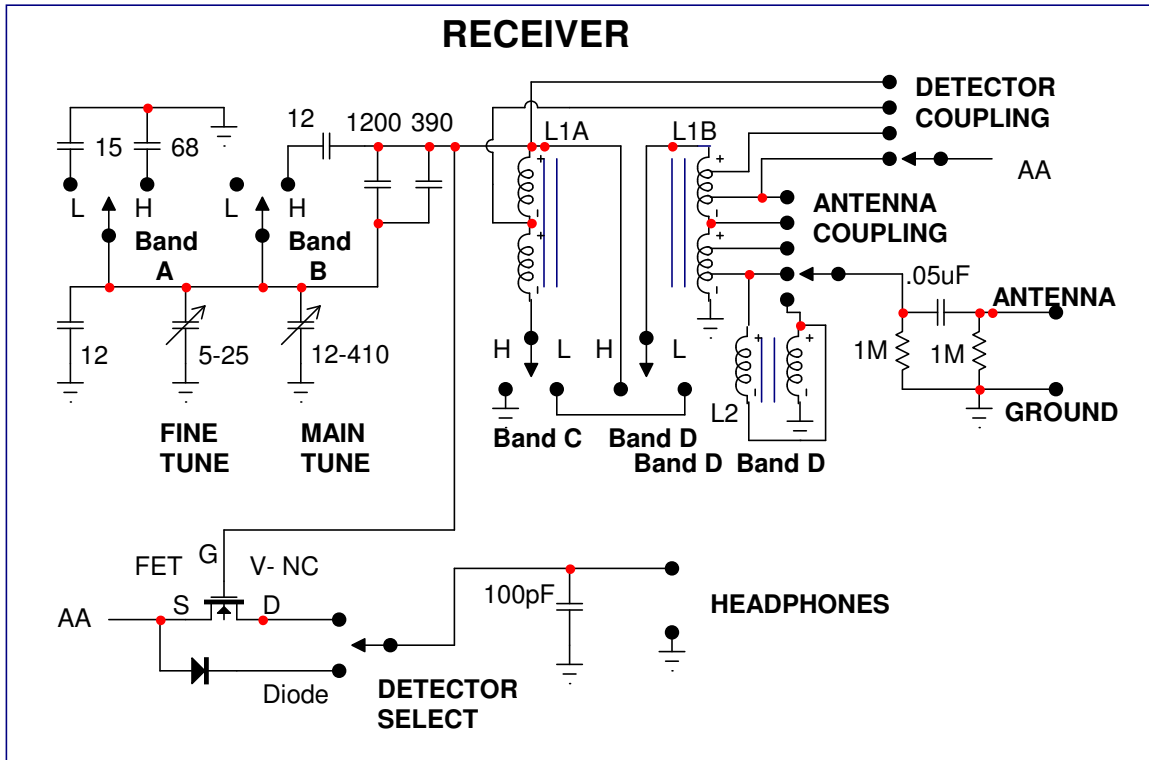 RECEIVER
12
1200
390
L1A
L1B
DETECTOR
COUPLING
15
68
AA
L
H
L
H
Band
A
Band
B
ANTENNA
COUPLING
.05uF
ANTENNA
12
5-25
12-410
H
L
H
L
1M
1M
L2
GROUND
FINE
TUNE
MAIN
TUNE
Band C
Band D
Band D
Band D
FET
G
V- NC
S
D
AA
100pF
HEADPHONES
Diode
DETECTOR
SELECT
+
-
+
-
+
-
+
-
+
-
+
-